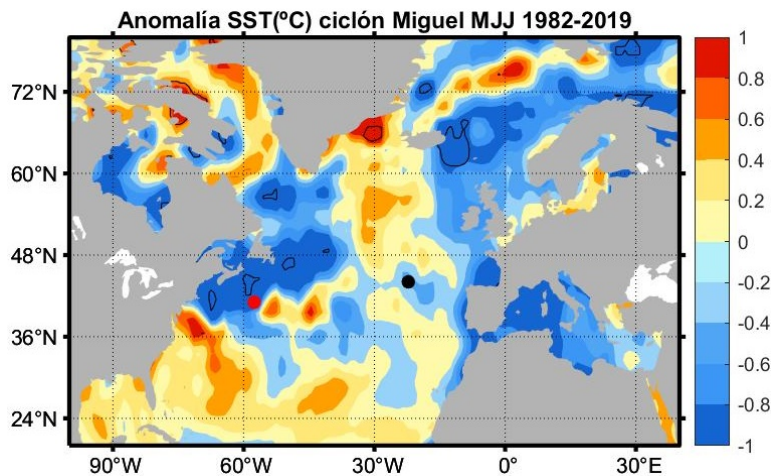 Anomalía SST(ºC) ciclón Miguel MJJ 1982-2019
72°N
60°N
48°N
36°N
24°N
90°W
60°W
30°W
0°
30°E
1
0.8
0.6
0.4
0.2
0
-0.2
-0.4
-0.6
-0.8
-1